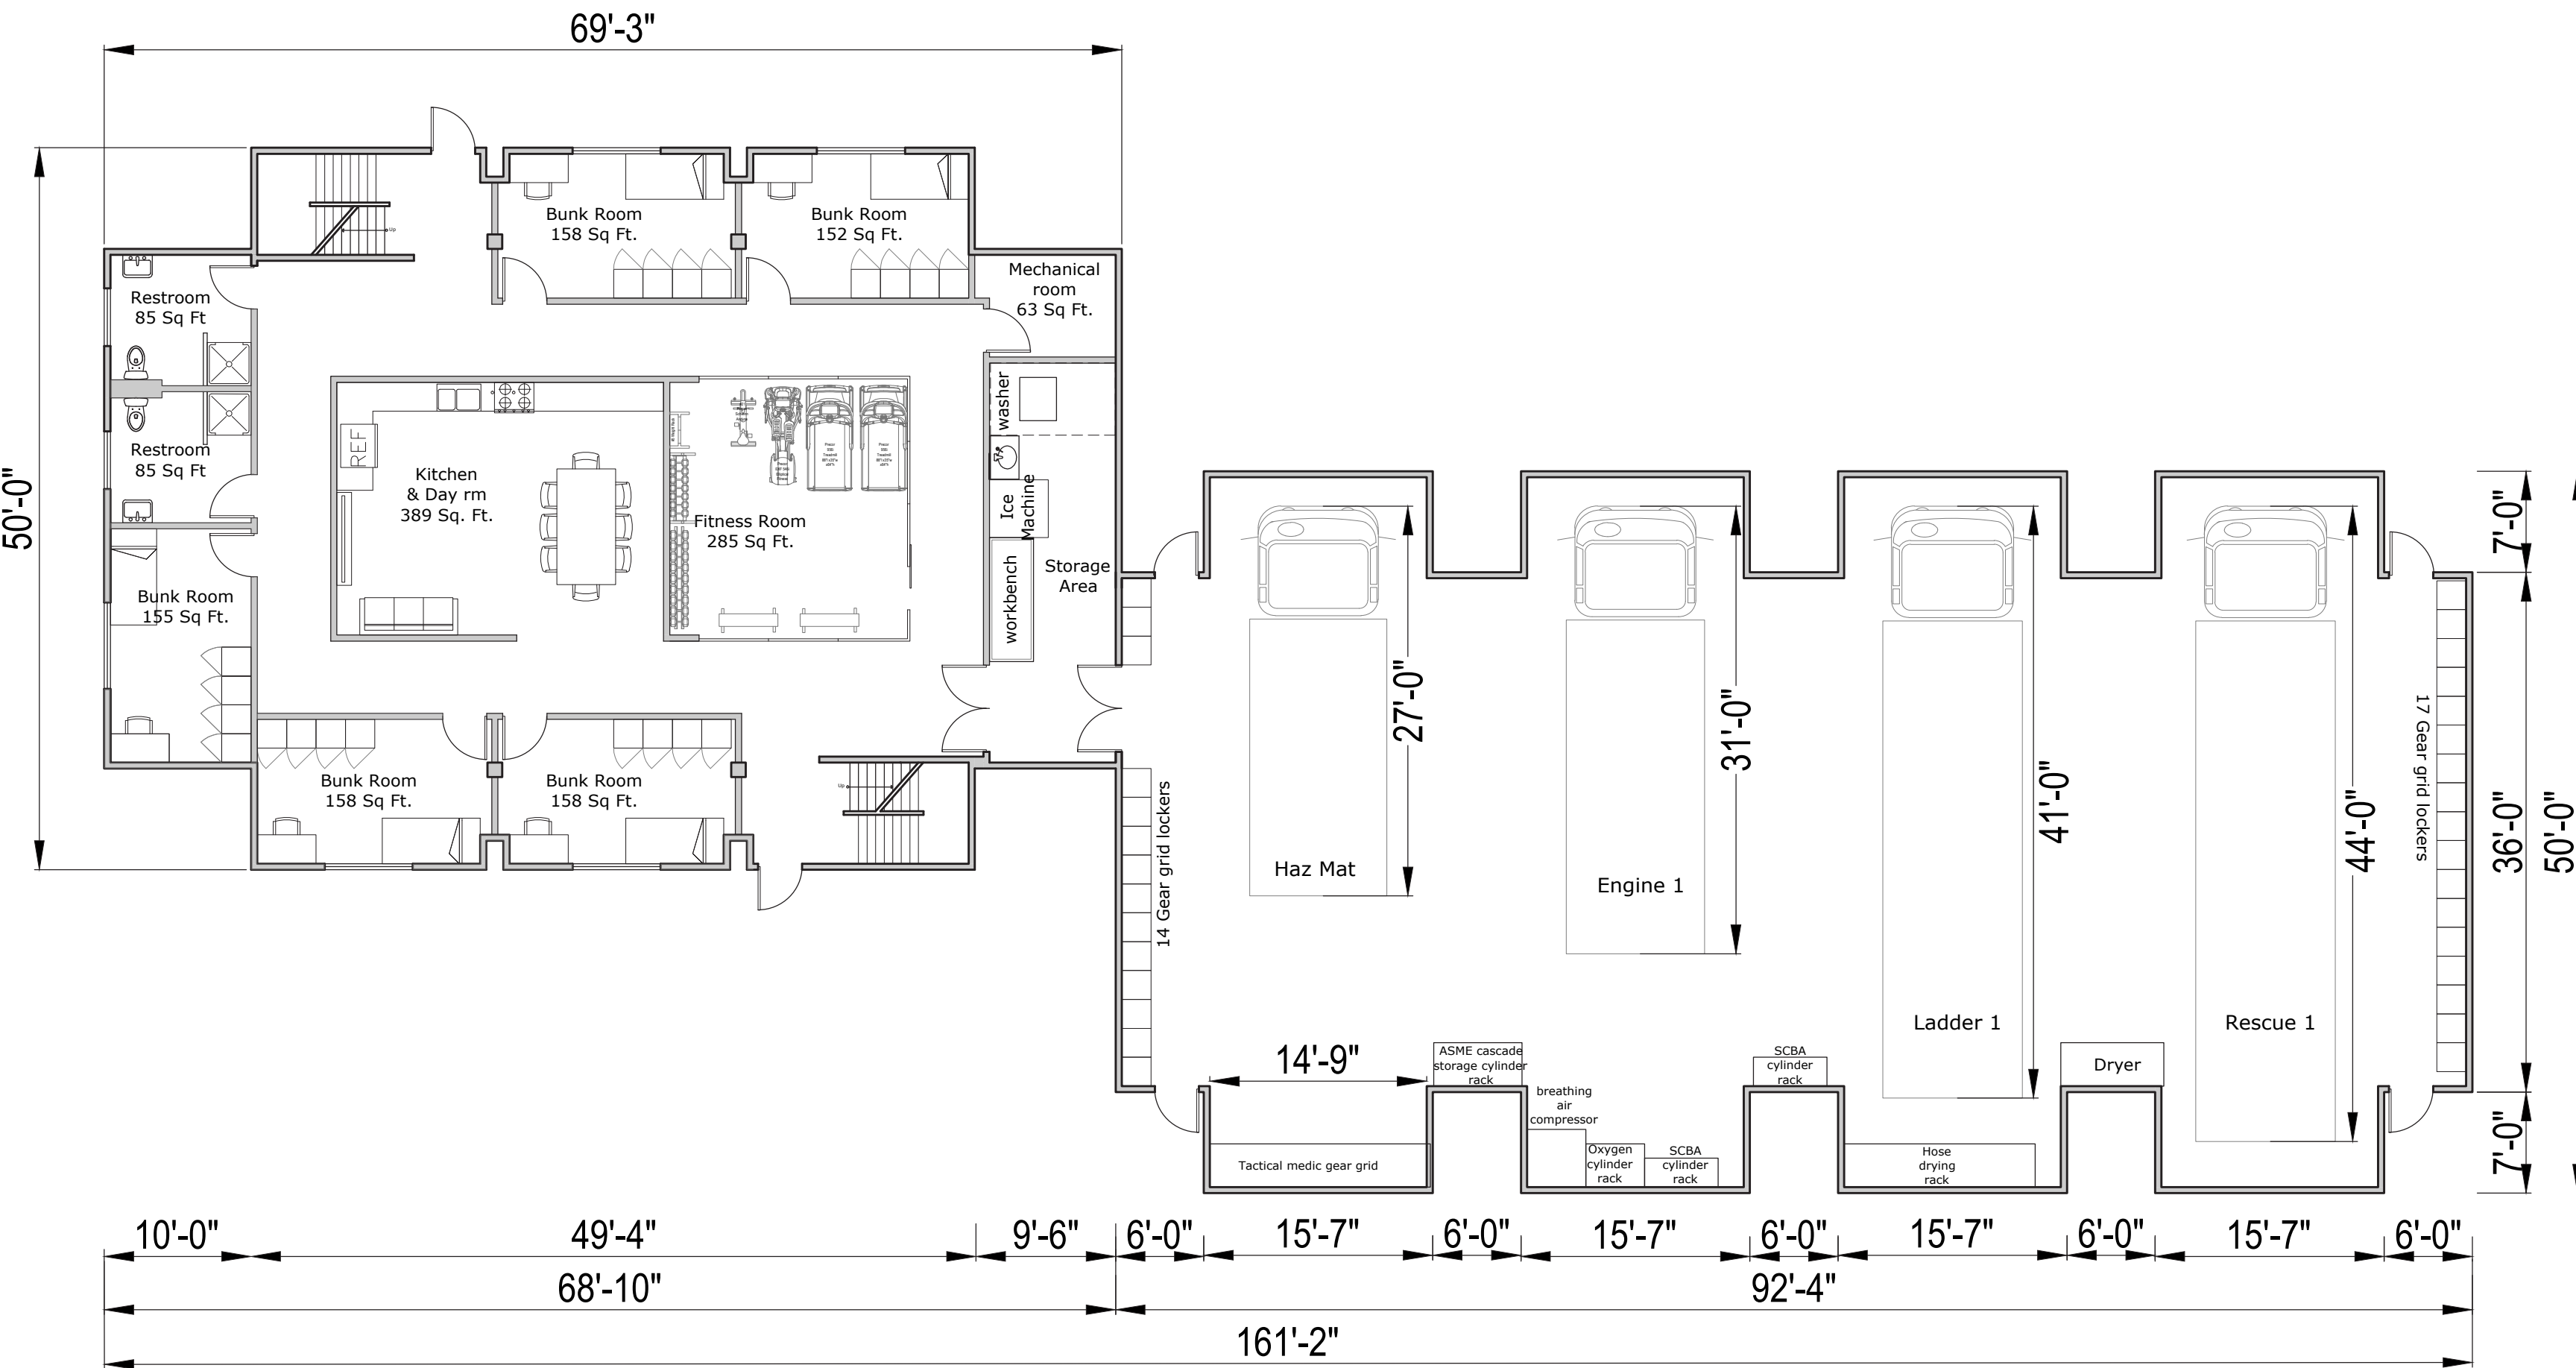 69'-3"
50'-0"
Up
Bunk Room
158 Sq Ft.
Bunk Room
152 Sq Ft.
Mechanical
room
63 Sq Ft.
Restroom
85 Sq Ft
Restroom
85 Sq Ft
REF
Kitchen
& Day rm
389 Sq. Ft.
Fitness Room
285 Sq Ft.
washer
Ice
Machine
workbench
Storage
Area
Bunk Room
155 Sq Ft.
Bunk Room
158 Sq Ft.
Bunk Room
158 Sq Ft.
Up
14 Gear grid lockers
Haz Mat
27'-0"
Engine 1
31'-0"
Ladder 1
41'-0"
Rescue 1
44'-0"
17 Gear grid lockers
7'-0"
36'-0"
50'-0"
7'-0"
14'-9"
ASME cascade
storage cylinder
rack
SCBA
cylinder
rack
Dryer
breathing
air
compressor
Tactical medic gear grid
Oxygen
cylinder
rack
SCBA
cylinder
rack
Hose
drying
rack
10'-0"
49'-4"
9'-6"
6'-0"
15'-7"
6'-0"
15'-7"
6'-0"
15'-7"
6'-0"
15'-7"
6'-0"
68'-10"
92'-4"
161'-2"